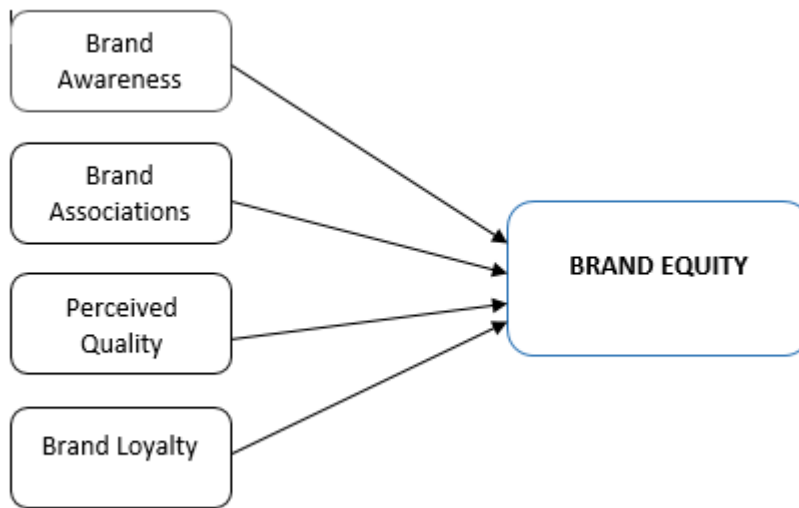 Brand
Awareness
Brand
Associations
Perceived
Quality
Brand Loyalty
BRAND EQUITY